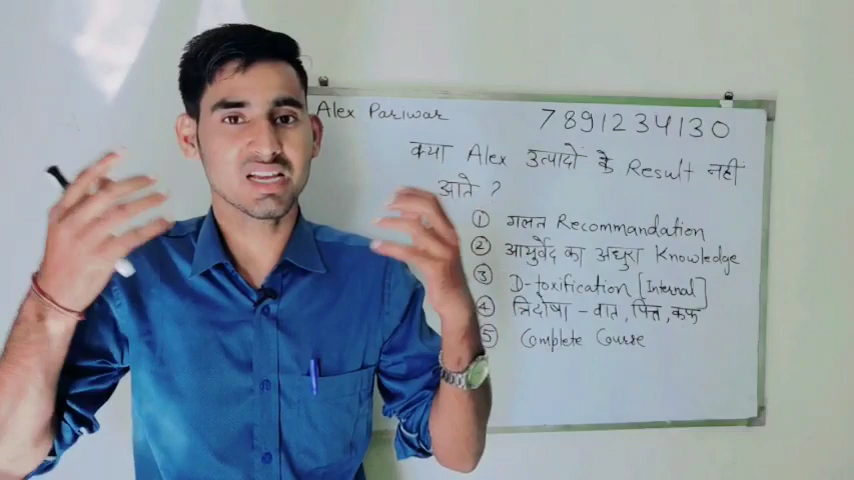 Alex Pariwar
7891234130
क्या Alex उत्पादों के Result नहीं
आते ?
① गलत Recommandation
② आयुर्वेद का अधुरा Knowledge
③ D-toxification [Internal]
④ त्रिदोषा - वात, पित्त, कफ
⑤ Complete Course